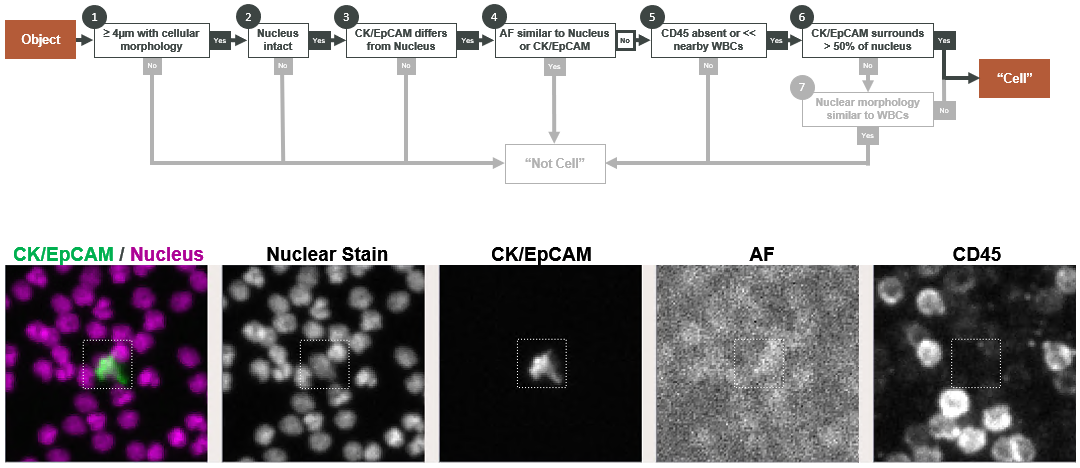 1
2
3
4
5
6
Object
≥ 4µm with cellular
morphology
Yes
Nucleus
intact
Yes
CK/EpCAM differs
from Nucleus
Yes
AF similar to Nucleus
or CK/EpCAM
No
CD45 absent or <<
nearby WBCs
Yes
CK/EpCAM surrounds
> 50% of nucleus
Yes
No
No
No
Yes
No
No
"Cell"
7
Nuclear morphology
similar to WBCs
No
Yes
"Not Cell"
CK/EpCAM / Nucleus
Nuclear Stain
CK/EpCAM
AF
CD45